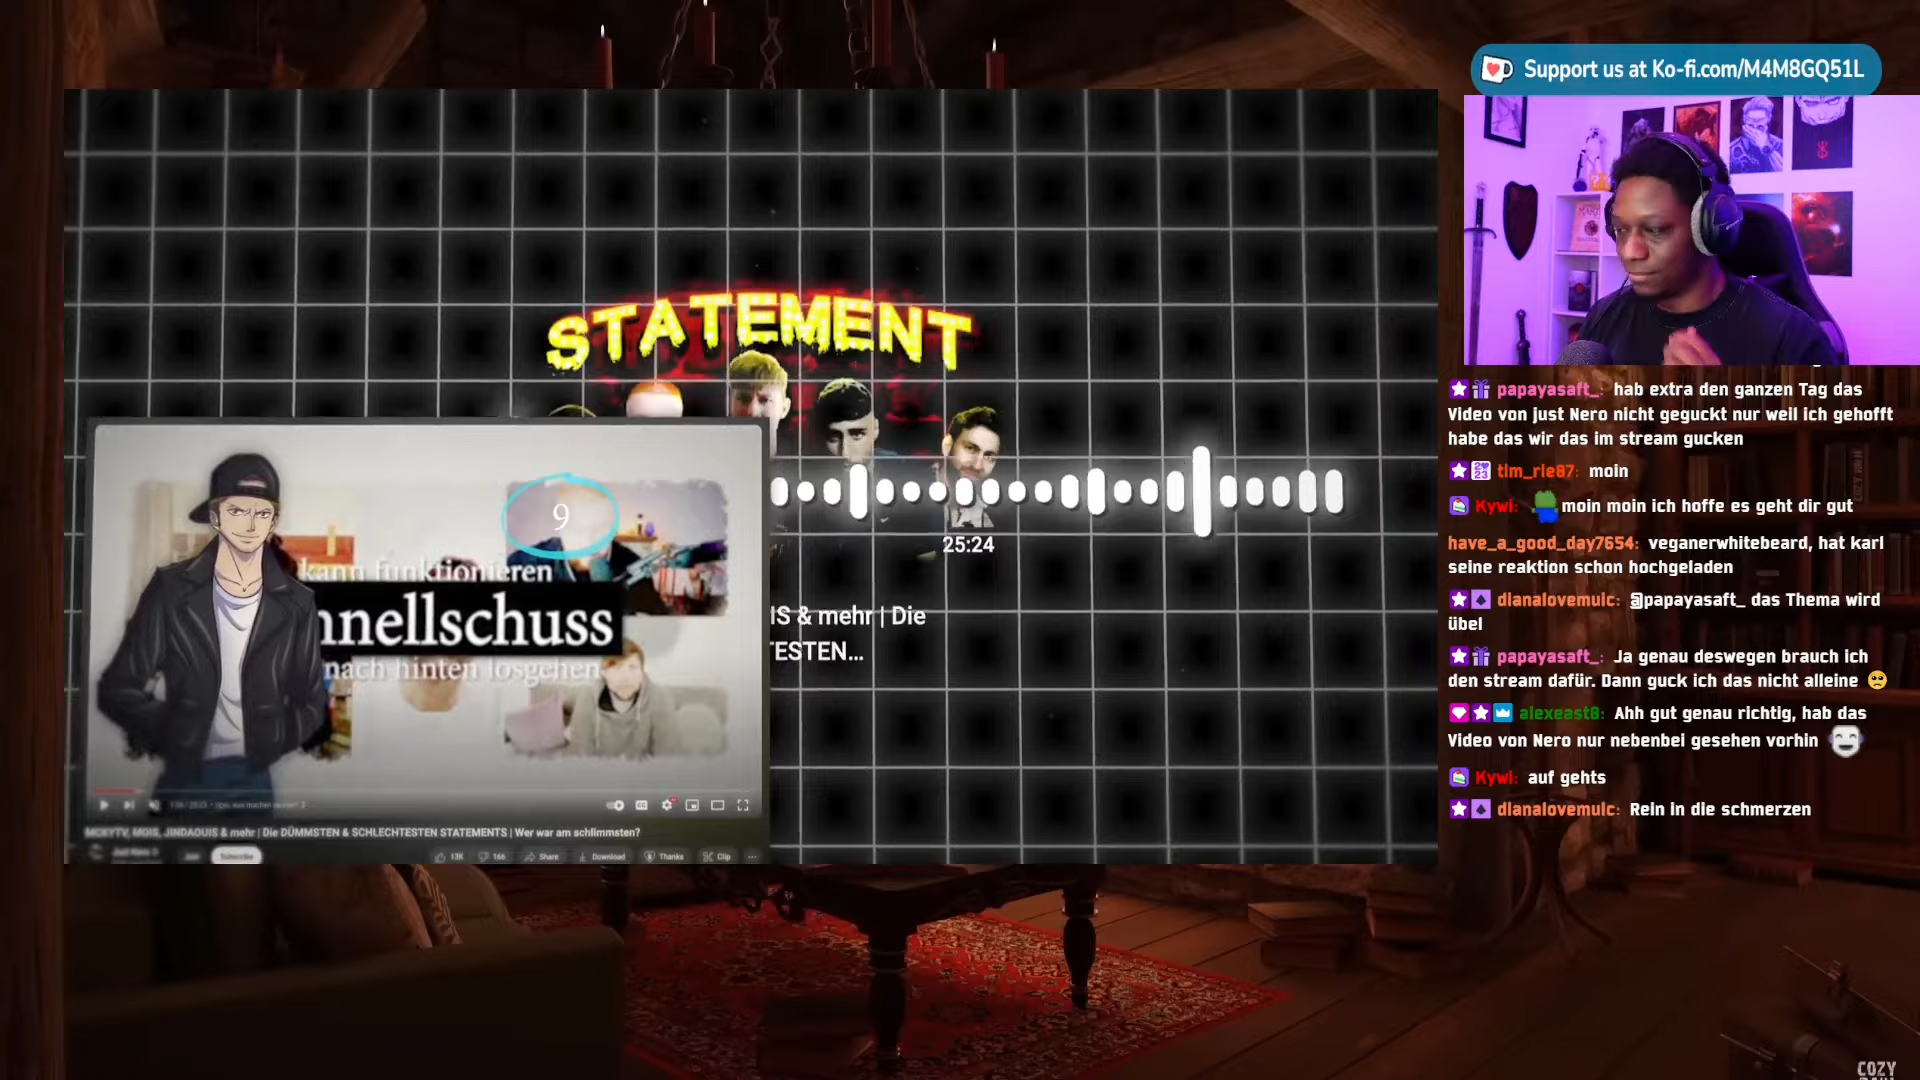 Support us at Ko-fi.com/M4M8GQ51L
STATEMENT
25:24
IS & mehr | Die
TESTEN...
9
kann funktionieren
hnellschuss
nach hinten losgehen
MCKYTV, MOIS, JINDAOUIS & mehr | Die DÜMMSTEN & SCHLECHTESTEN STATEMENTS | Wer war am schlimmsten?
Join
Subscribe
13K
166
Share
Download
Thanks
Clip
papayasaft_: hab extra den ganzen Tag das
Video von just Nero nicht geguckt nur weil ich gehofft
habe das wir das im stream gucken
tim_rie87: moin
Kywi: moin moin ich hoffe es geht dir gut
have_a_good_day7654: veganerwhitebeard, hat karl
seine reaktion schon hochgeladen
dianalovemuic: @papayasaft_ das Thema wird
übel
papayasaft_: Ja genau deswegen brauch ich
den stream dafür. Dann guck ich das nicht alleine
alexeast8: Ahh gut genau richtig, hab das
Video von Nero nur nebenbei gesehen vorhin
Kywi: auf gehts
dianalovemuic: Rein in die schmerzen
COZY